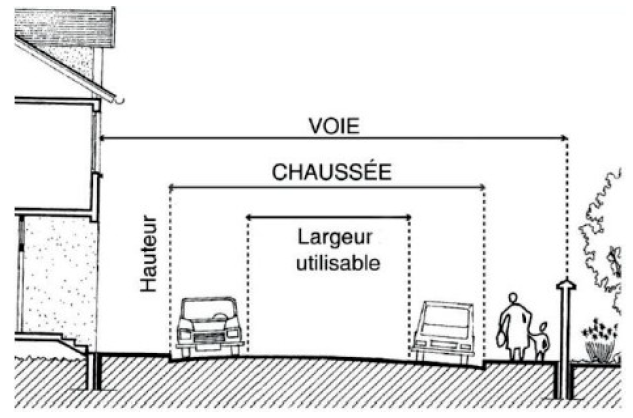 VOIE
CHAUSSÉE
Hauteur
Largeur
utilisable